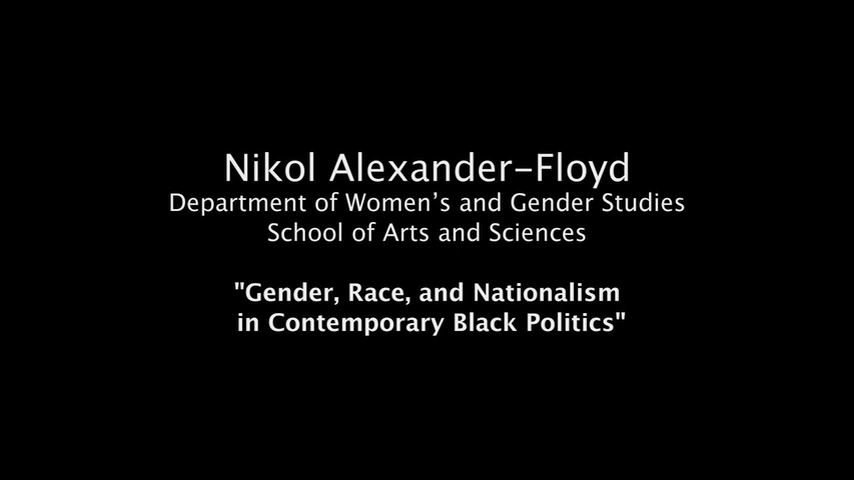 Nikol Alexander-Floyd
Department of Women's and Gender Studies
School of Arts and Sciences
"Gender, Race, and Nationalism
in Contemporary Black Politics"